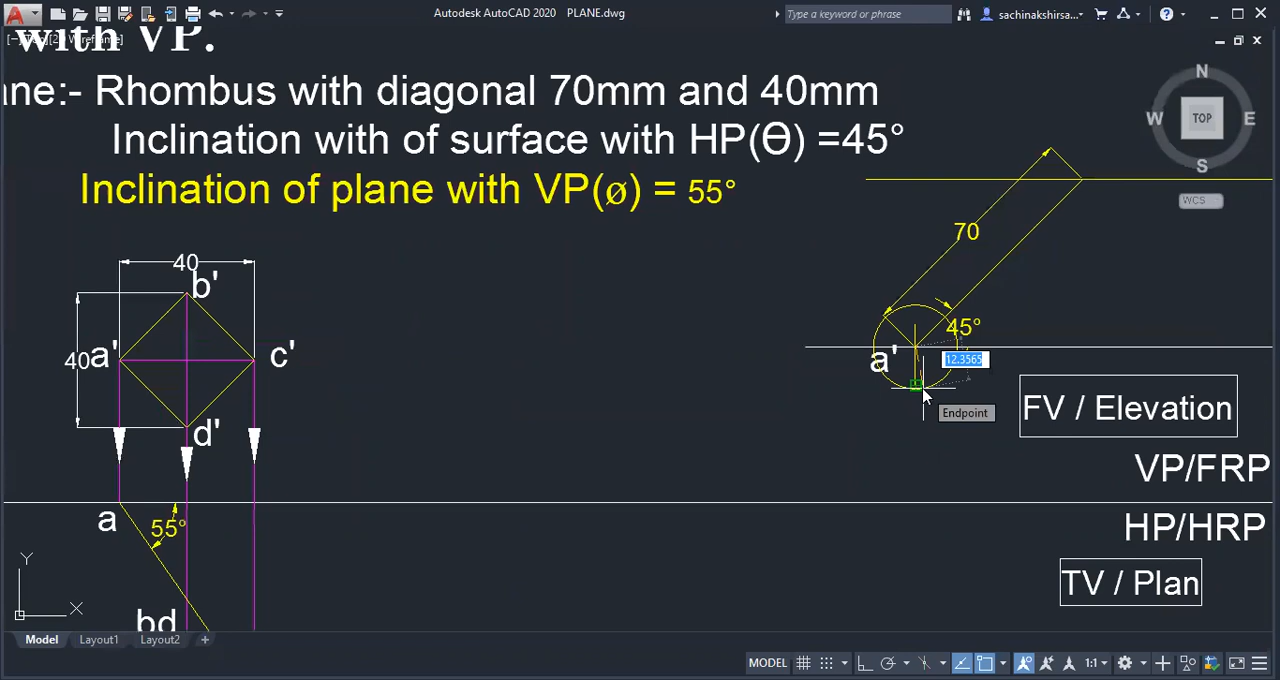 Autodesk AutoCAD 2020 PLANE.dwg
Type a keyword or phrase
sachinakshirsa...
with VP.
ane:- Rhombus with diagonal 70mm and 40mm
Inclination with of surface with HP(Ө) =45°
Inclination of plane with VP(ø) = 55°
N
W TOP E
S
WCS
40
b'
40 a' c'
d'
70
45°
a'
12.3565
Endpoint
FV / Elevation
VP/FRP
a 55°
HP/HRP
TV / Plan
Y
X
bd
Model Layout1 Layout2 +
MODEL 1:1